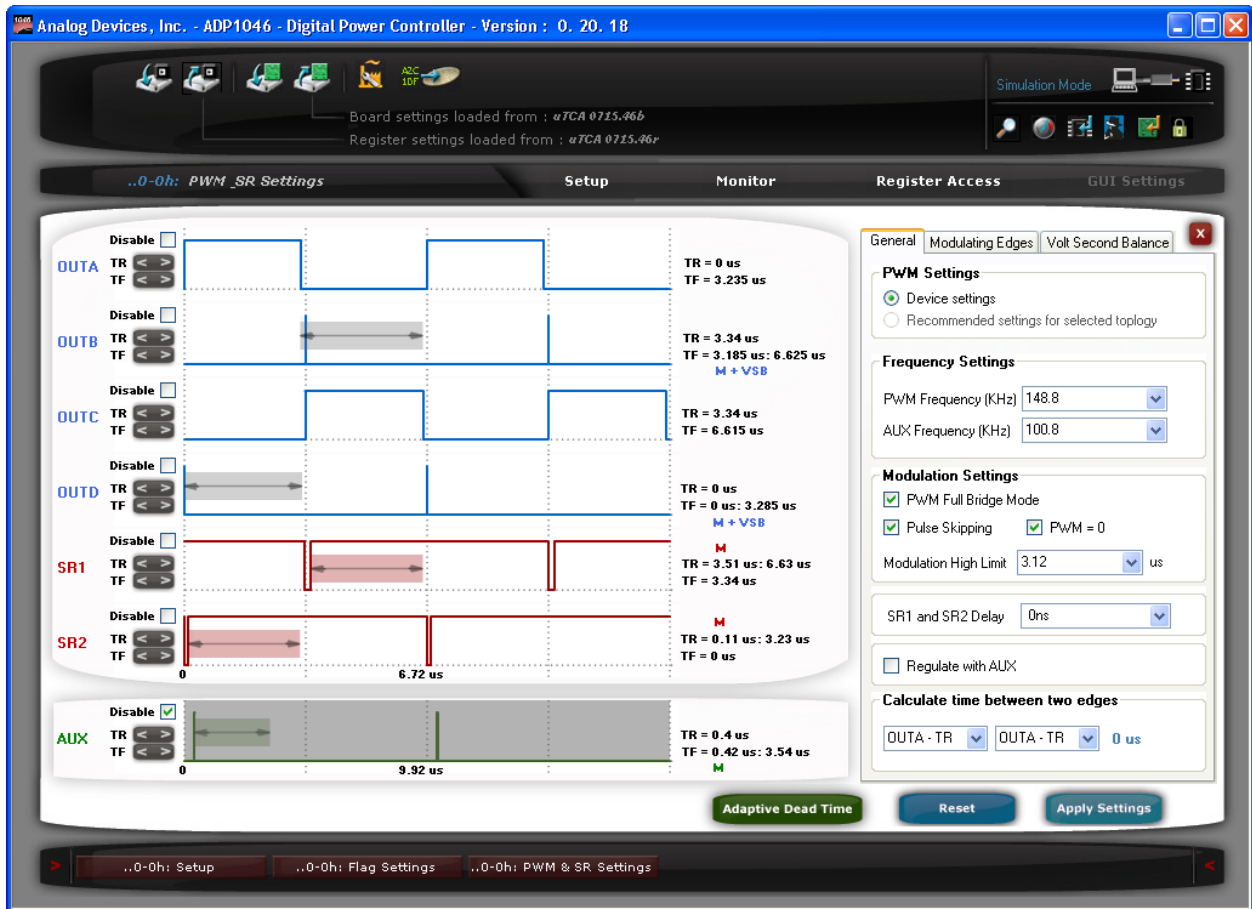 1046 Analog Devices, Inc. - ADP1046 - Digital Power Controller - Version : 0. 20. 18
A2C
1DF
Simulation Mode
Board settings loaded from : uTCA 0715.46b
Register settings loaded from : uTCA 0715.46r
..0-0h: PWM _SR Settings
Setup
Monitor
Register Access
GUI Settings
OUTA
Disable
TR < >
TF < >
TR = 0 us
TF = 3.235 us
OUTB
Disable
TR < >
TF < >
TR = 3.34 us
TF = 3.185 us: 6.625 us
M + VSB
OUTC
Disable
TR < >
TF < >
TR = 3.34 us
TF = 6.615 us
OUTD
Disable
TR < >
TF < >
TR = 0 us
TF = 0 us: 3.285 us
M + VSB
SR1
Disable
TR < >
TF < >
M
TR = 3.51 us: 6.63 us
TF = 3.34 us
SR2
Disable
TR < >
TF < >
M
TR = 0.11 us: 3.23 us
TF = 0 us
0
6.72 us
AUX
Disable
TR < >
TF < >
TR = 0.4 us
TF = 0.42 us: 3.54 us
M
0
9.92 us
General
Modulating Edges
Volt Second Balance
x
PWM Settings
Device settings
Recommended settings for selected toplogy
Frequency Settings
PWM Frequency (KHz) 148.8
AUX Frequency (KHz) 100.8
Modulation Settings
PWM Full Bridge Mode
Pulse Skipping
PWM = 0
Modulation High Limit 3.12 us
SR1 and SR2 Delay 0ns
Regulate with AUX
Calculate time between two edges
OUTA - TR
OUTA - TR
0 us
Adaptive Dead Time
Reset
Apply Settings
>
..0-0h: Setup
..0-0h: Flag Settings
..0-0h: PWM & SR Settings
<